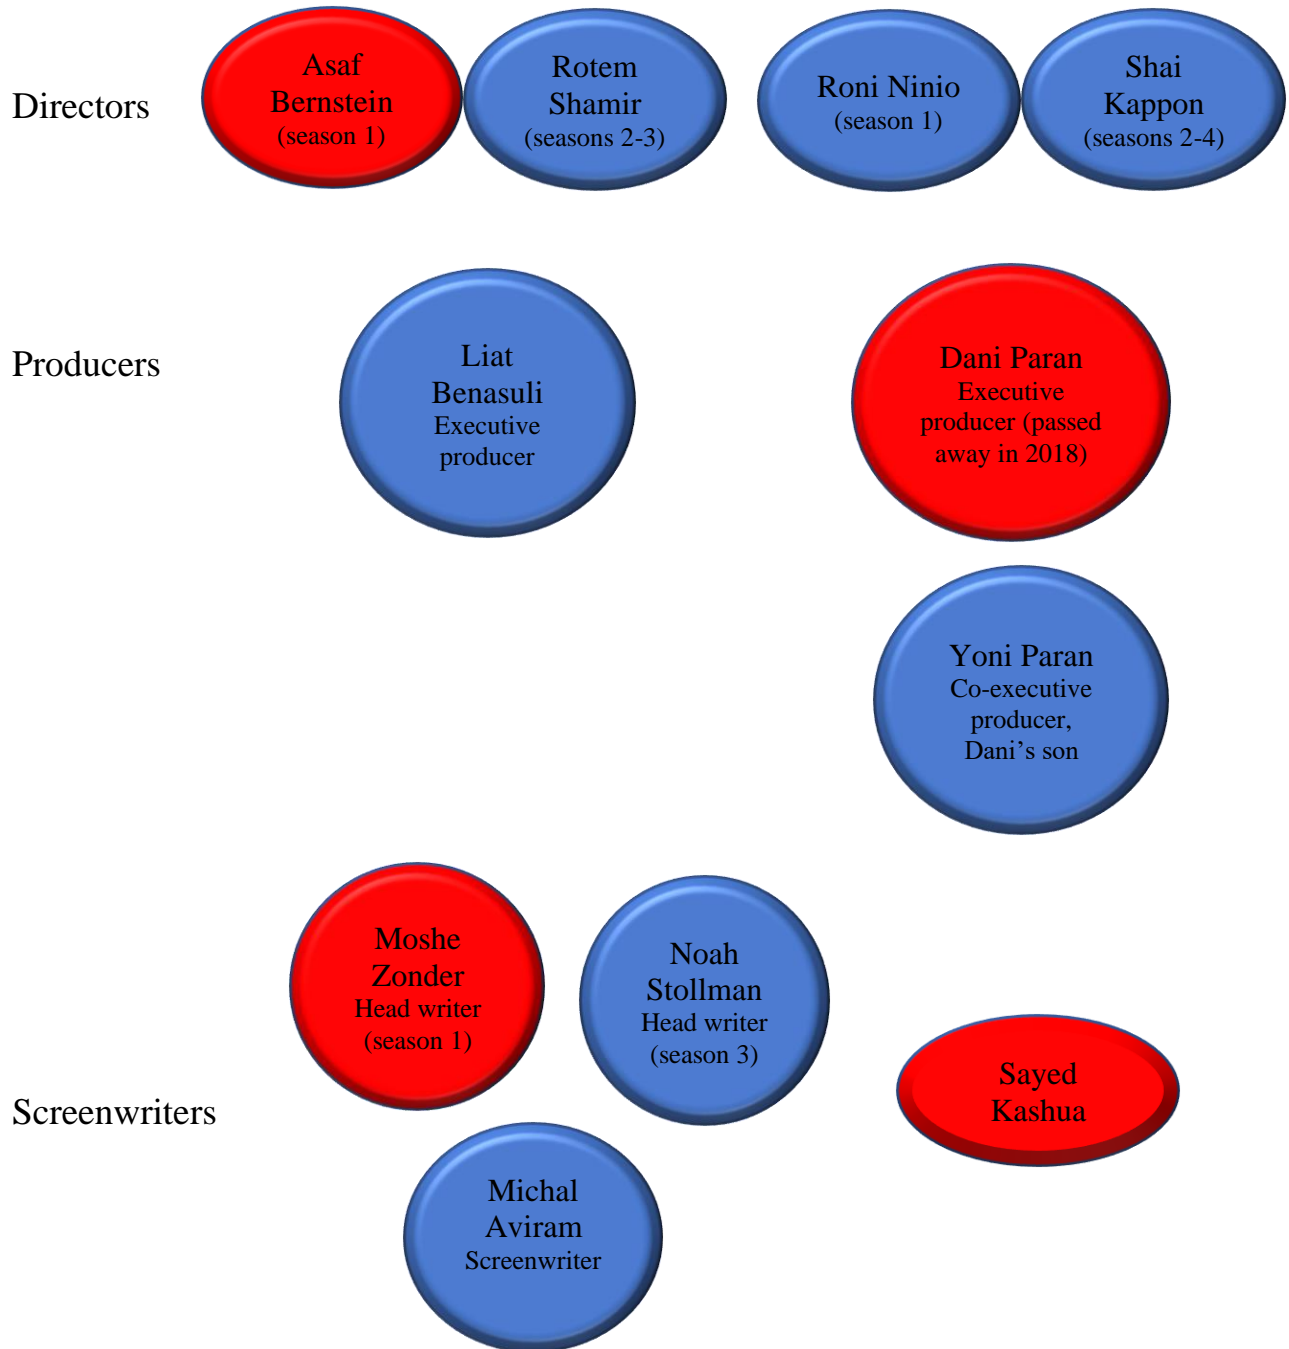 Directors
Asaf
Bernstein
(season 1)
Rotem
Shamir
(seasons 2-3)
Roni Ninio
(season 1)
Shai
Kappon
(seasons 2-4)
Producers
Liat
Benasuli
Executive
producer
Dani Paran
Executive
producer (passed
away in 2018)
Yoni Paran
Co-executive
producer,
Dani’s son
Screenwriters
Moshe
Zonder
Head writer
(season 1)
Noah
Stollman
Head writer
(season 3)
Michal
Aviram
Screenwriter
Sayed
Kashua